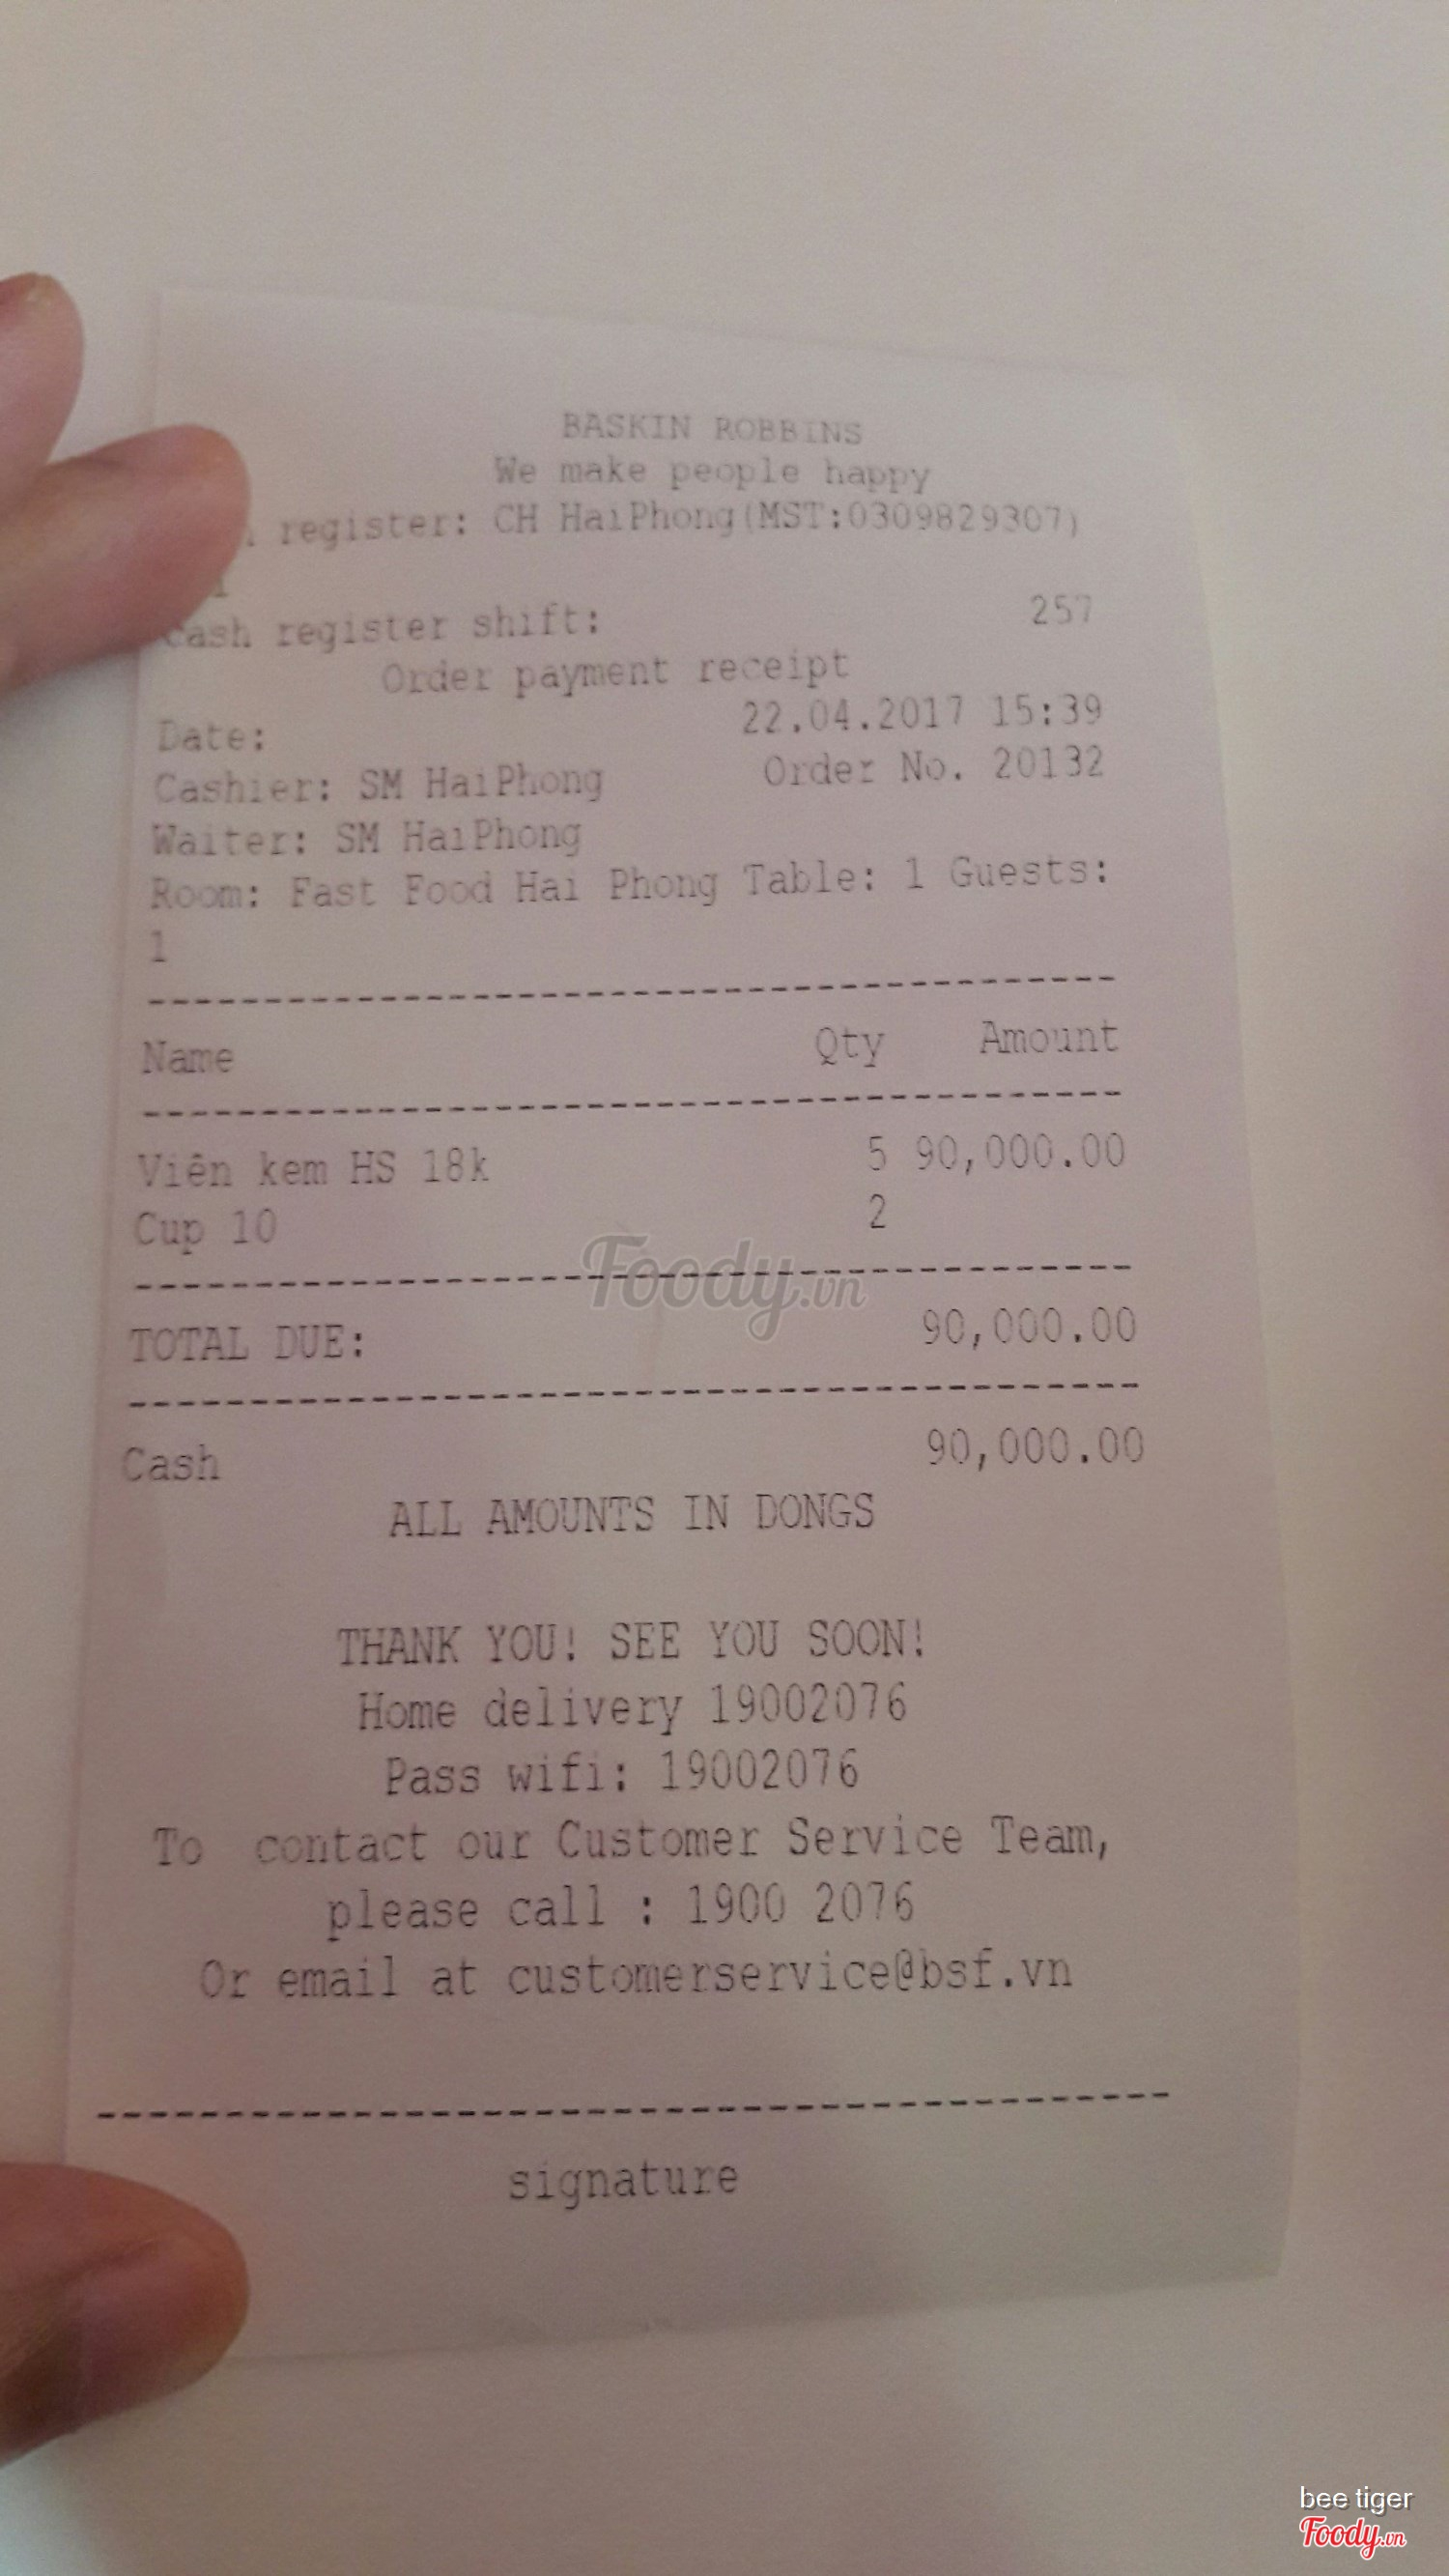 BASKIN ROBBINS
We make people happy
register: CH HaiPhong(MST:0309829307)
Cash register shift: 257
Order payment receipt
Date: 22.04.2017 15:39
Cashier: SM HaiPhong Order No. 20132
Waiter: SM HaiPhong
Room: Fast Food Hai Phong Table: 1 Guests:
1
Name Qty Amount
Viên kem HS 18k 5 90,000.00
Cup 10 2
Foody.vn
TOTAL DUE: 90,000.00
Cash 90,000.00
ALL AMOUNTS IN DONGS
THANK YOU! SEE YOU SOON!
Home delivery 19002076
Pass wifi: 19002076
To contact our Customer Service Team,
please call : 1900 2076
Or email at customerservice@bsf.vn
signature
bee tiger
Foody.vn